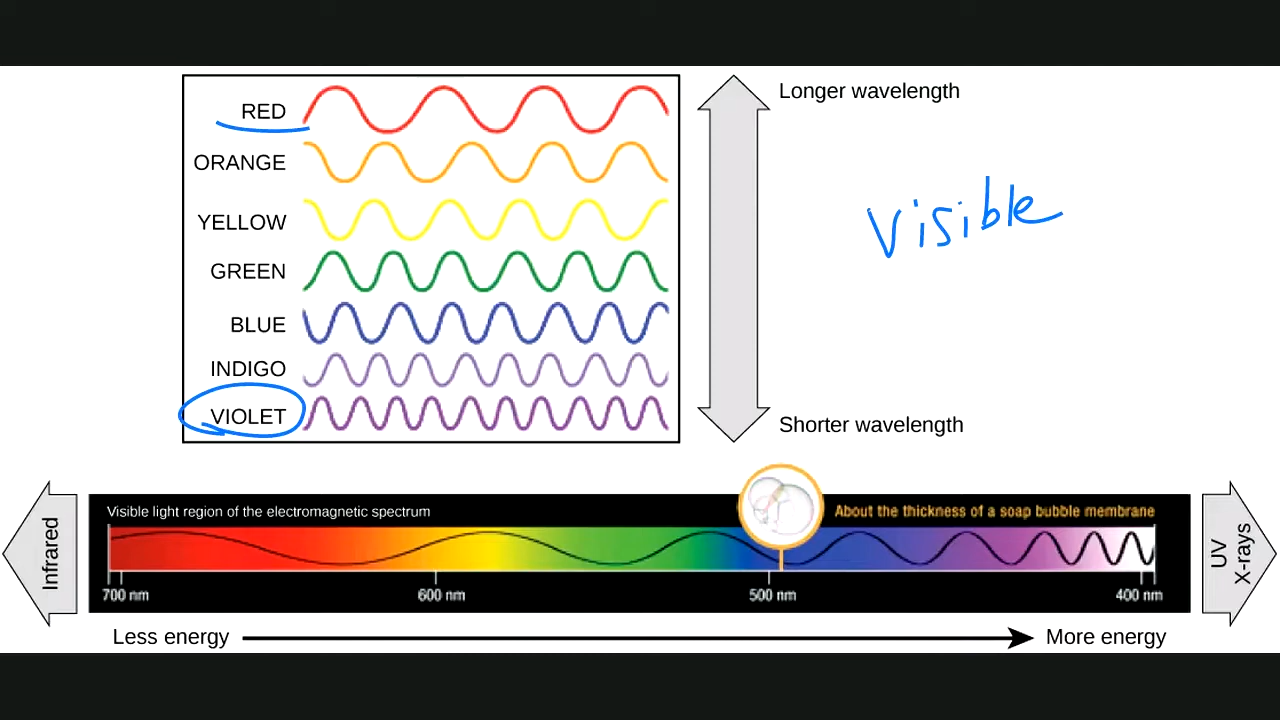 RED
ORANGE
YELLOW
GREEN
BLUE
INDIGO
VIOLET
Longer wavelength
Visible
Shorter wavelength
Infrared
Visible light region of the electromagnetic spectrum
About the thickness of a soap bubble membrane
700 nm
600 nm
500 nm
400 nm
UV
X-rays
Less energy
More energy